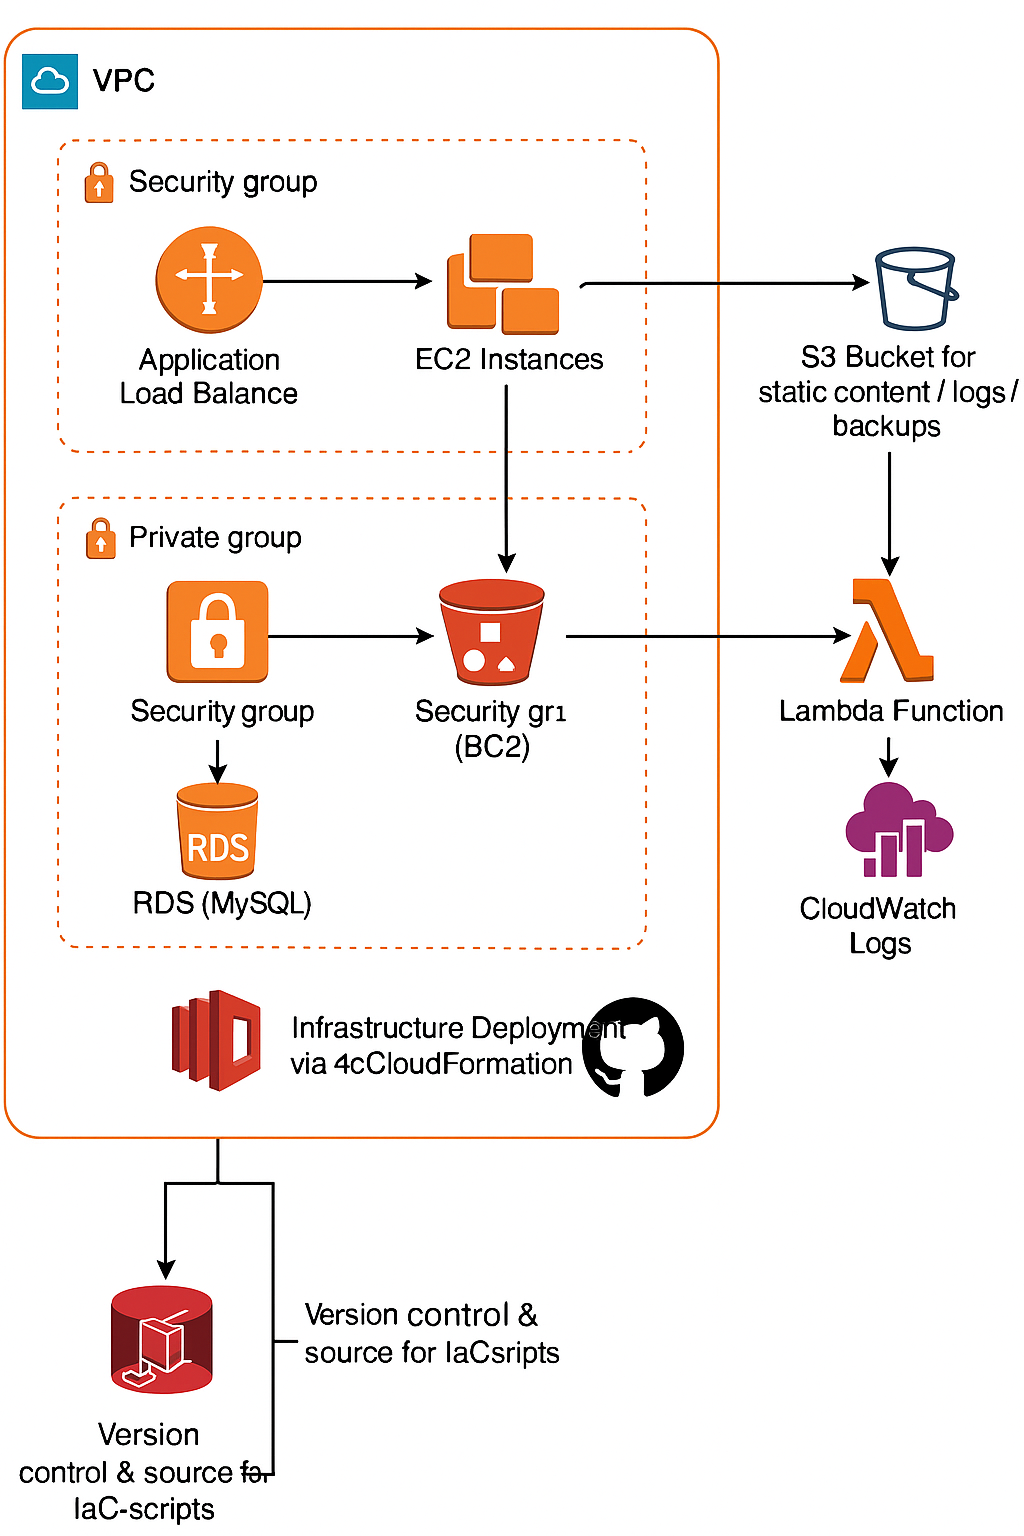 VPC
Security group
Application
Load Balance
EC2 Instances
S3 Bucket for
static content / logs /
backups
Private group
Security group
Security gr1
(BC2)
Lambda Function
RDS
RDS (MySQL)
CloudWatch
Logs
Infrastructure Deployment
via 4cCloudFormation
Version control &
source for IaCsripts
Version
control & source for
IaC-scripts